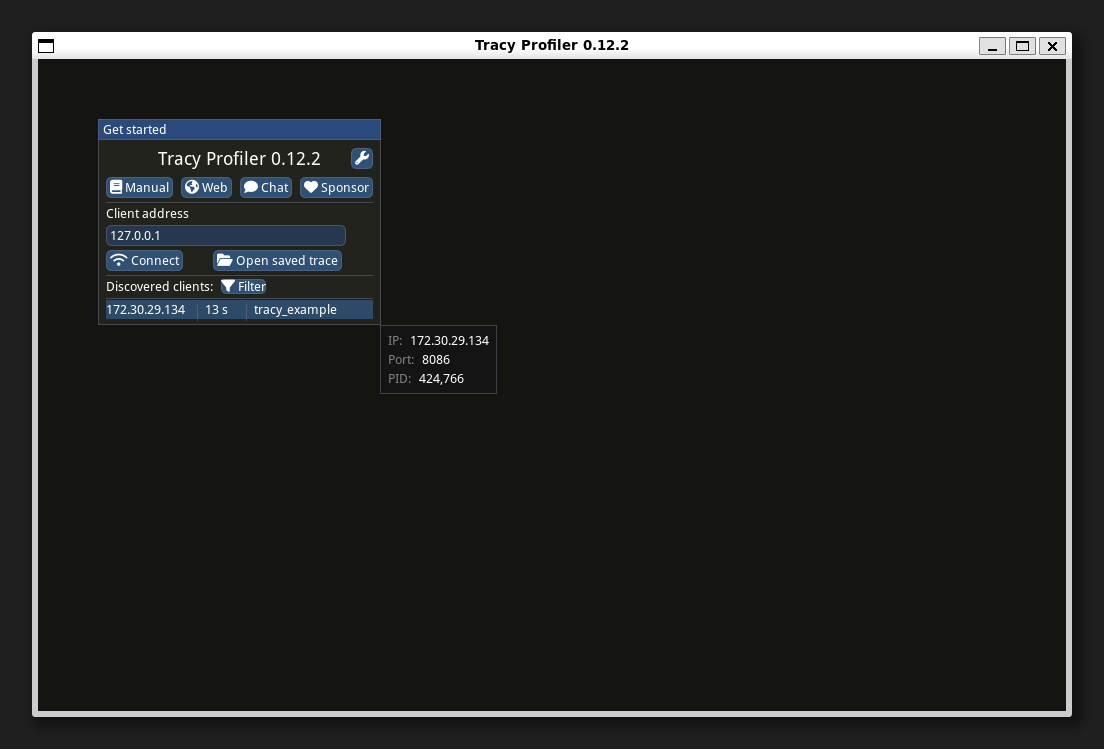 Tracy Profiler 0.12.2
Get started
Tracy Profiler 0.12.2
Manual Web Chat Sponsor
Client address
127.0.0.1
Connect Open saved trace
Discovered clients: Filter
172.30.29.134 13 s tracy_example
IP: 172.30.29.134
Port: 8086
PID: 424,766